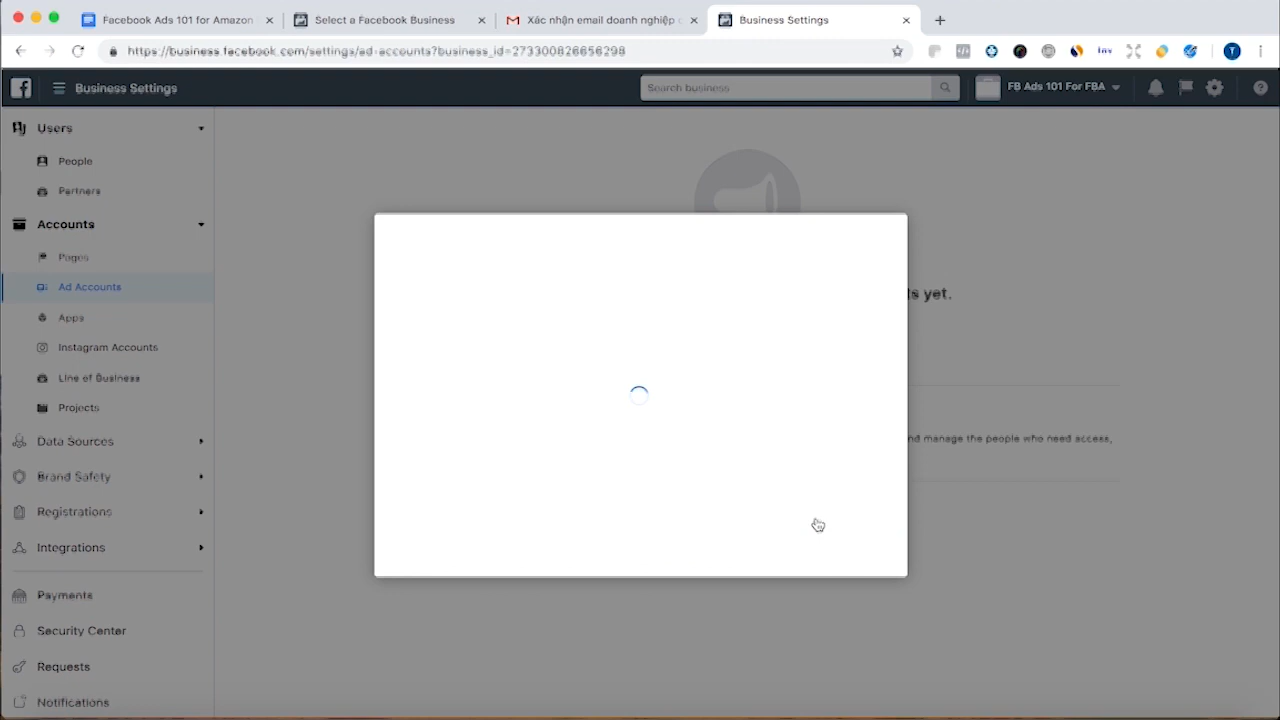 Facebook Ads 101 for Amazon
Select a Facebook Business
Xác nhận email doanh nghiệp
Business Settings
https://business.facebook.com/settings/ad-accounts?business_id=273300826656298
Business Settings
Search business
FB Ads 101 For FBA
Users
People
Partners
Accounts
Pages
Ad Accounts
Apps
Instagram Accounts
Line of Business
Projects
Data Sources
Brand Safety
Registrations
Integrations
Payments
Security Center
Requests
Notifications
yet.
manage the people who need access,